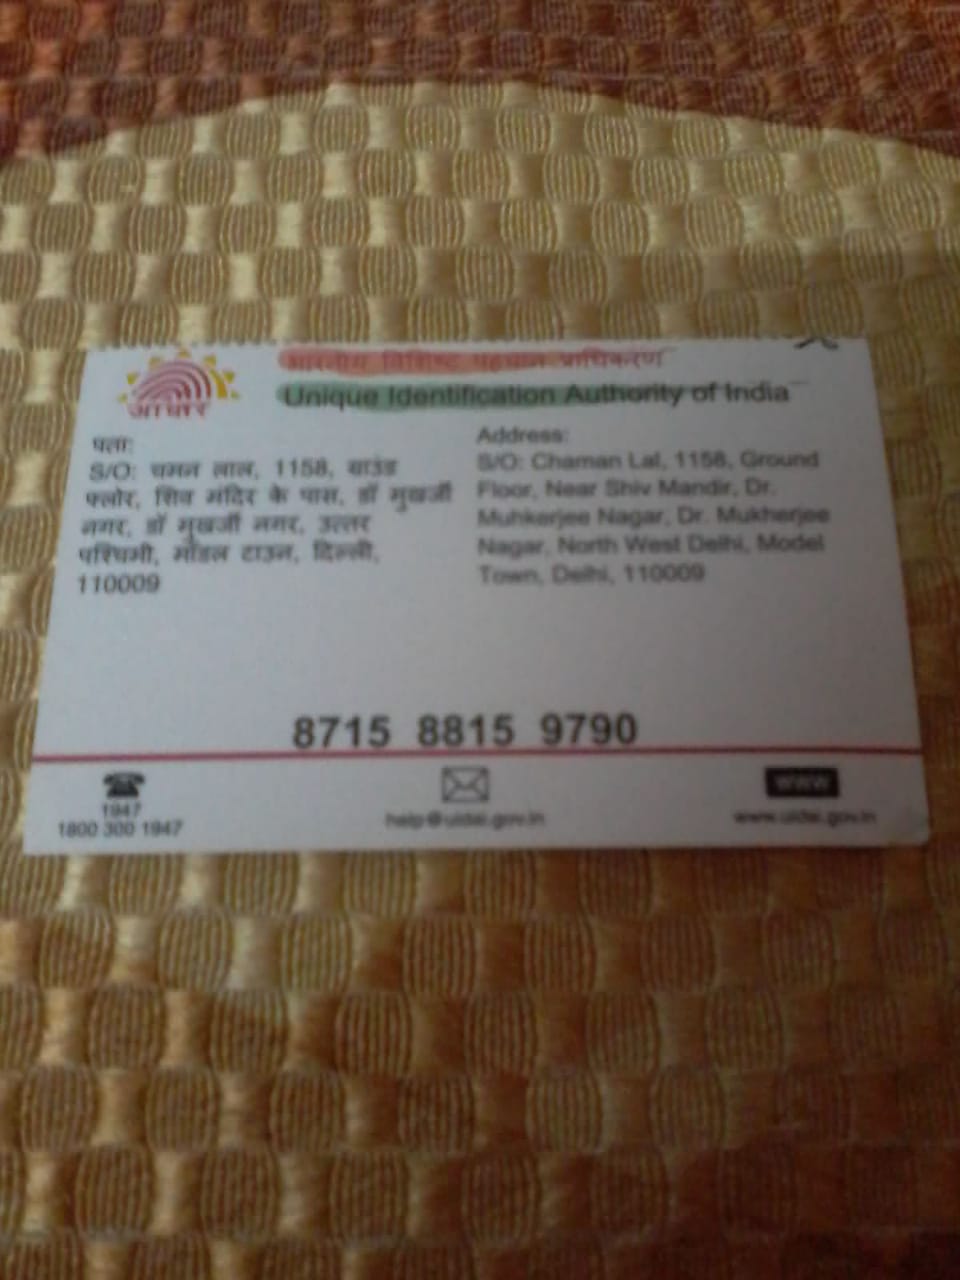 आधार
भारतीय विशिष्ट पहचान प्राधिकरण
Unique Identification Authority of India
पता:
S/O: चमन लाल, 1158, ग्राउंड
फ्लोर, शिव मंदिर के पास, डॉ मुखर्जी
नगर, डॉ मुखर्जी नगर, उत्तर
पश्चिमी, मॉडल टाउन, दिल्ली,
110009
Address:
S/O: Chaman Lal, 1158, Ground
Floor, Near Shiv Mandir, Dr.
Muhkerjee Nagar, Dr. Mukherjee
Nagar, North West Delhi, Model
Town, Delhi, 110009
8715 8815 9790
1947
1800 300 1947
help@uidai.gov.in
www
www.uidai.gov.in